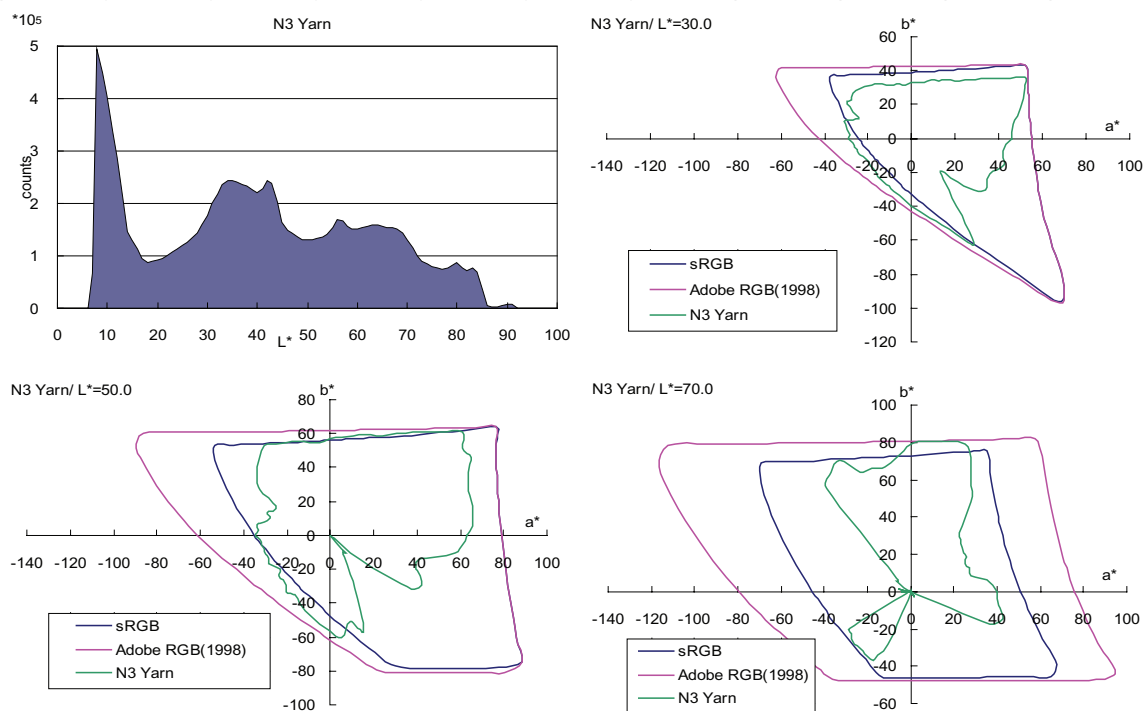 *10⁵
N3 Yarn
5
4
3
2
1
0
counts
0 10 20 30 40 50 60 70 80 90 100
L*
N3 Yarn/ L*=30.0
b*
a*
60
40
20
0
-20
-40
-60
-80
-100
-120
-140 -120 -100 -80 -60 -40 -20 0 20 40 60 80 100
sRGB
Adobe RGB(1998)
N3 Yarn
N3 Yarn/ L*=50.0
b*
a*
80
60
40
20
0
-20
-40
-60
-80
-100
-140 -120 -100 -80 -60 -40 -20 0 20 40 60 80 100
sRGB
Adobe RGB(1998)
N3 Yarn
N3 Yarn/ L*=70.0
b*
a*
100
80
60
40
20
0
-20
-40
-60
-80
-100
-140 -120 -100 -80 -60 -40 -20 0 20 40 60 80 100
sRGB
Adobe RGB(1998)
N3 Yarn